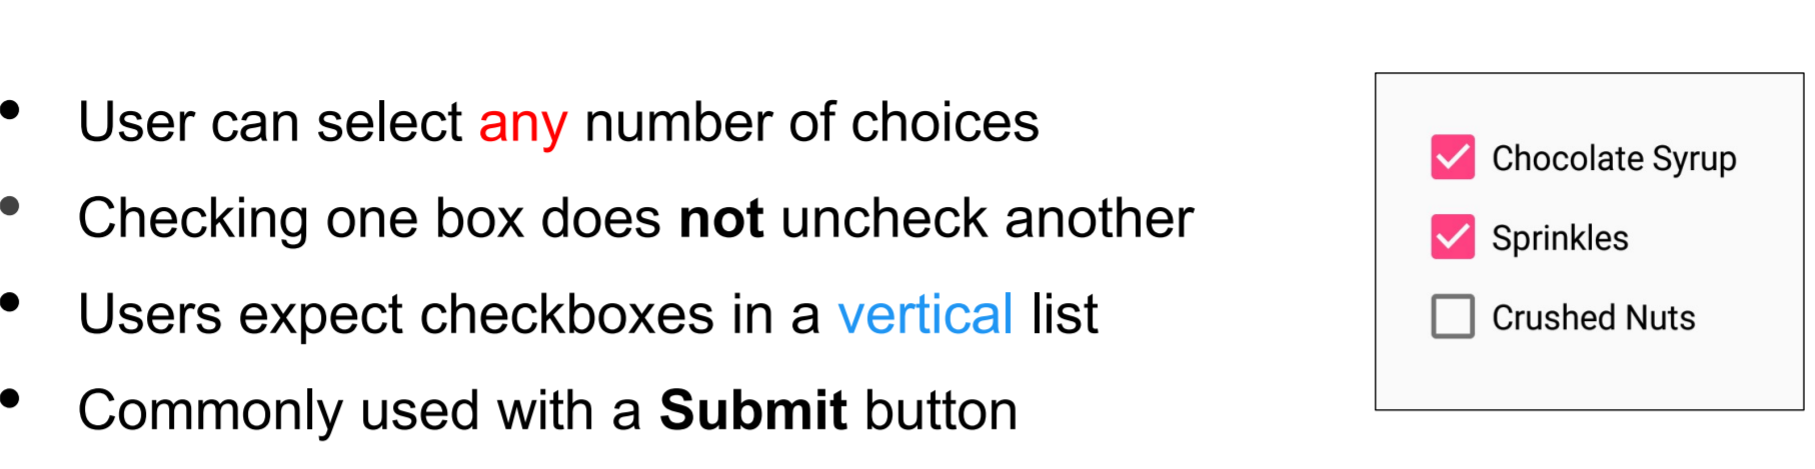 • User can select any number of choices
• Checking one box does not uncheck another
• Users expect checkboxes in a vertical list
• Commonly used with a Submit button
Chocolate Syrup
Sprinkles
Crushed Nuts